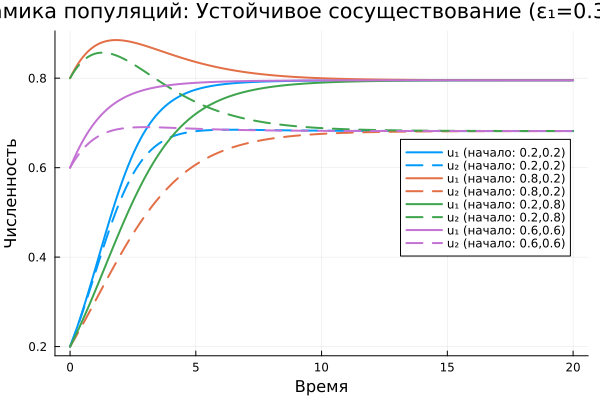 амика популяций: Устойчивое сосуществование (ε₁=0.3
Численность
0.8
0.6
0.4
0.2
u₁ (начало: 0.2,0.2)
u₂ (начало: 0.2,0.2)
u₁ (начало: 0.8,0.2)
u₂ (начало: 0.8,0.2)
u₁ (начало: 0.2,0.8)
u₂ (начало: 0.2,0.8)
u₁ (начало: 0.6,0.6)
u₂ (начало: 0.6,0.6)
0 5 10 15 20
Время